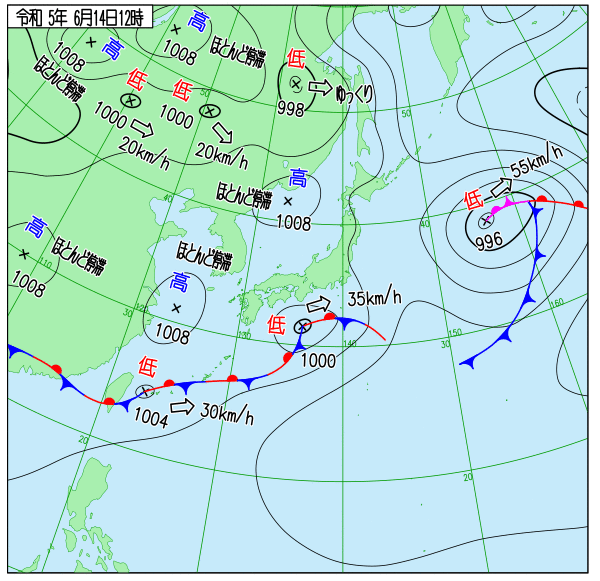 令和 5年 6月14日12時
高
1008
ほとんど停滞
高
1008
ほとんど停滞
低
1000
20km/h
低
1000
20km/h
低
998
ゆっくり
50
50
高
1008
ほとんど停滞
40
40
低
996
55km/h
高
1008
ほとんど停滞
110
30
120
高
1008
ほとんど停滞
130
低
1000
35km/h
140
30
150
160
低
1004
30km/h
20
20